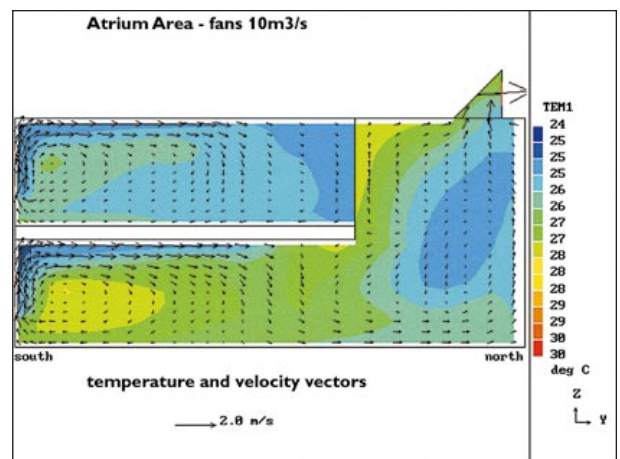 Atrium Area - fans 10m3/s
TEM1
24
25
25
25
26
26
27
27
28
28
29
29
30
30
deg C
south
north
temperature and velocity vectors
2.0 m/s
Z
Y